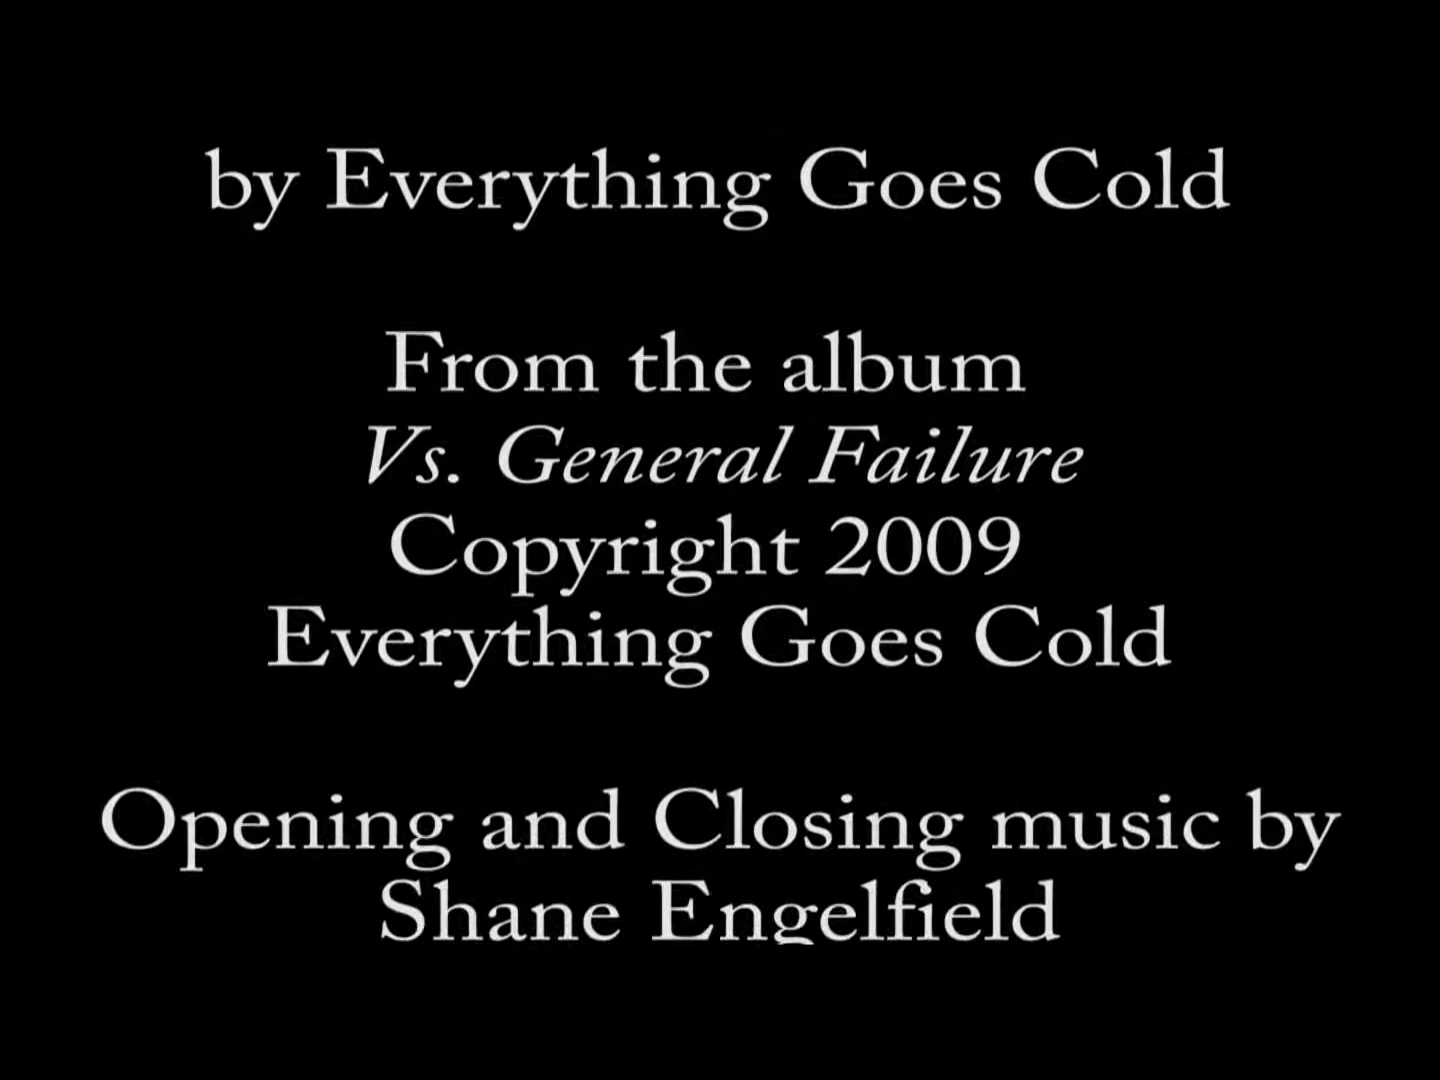 by Everything Goes Cold
From the album
Vs. General Failure
Copyright 2009
Everything Goes Cold
Opening and Closing music by
Shane Engelfield